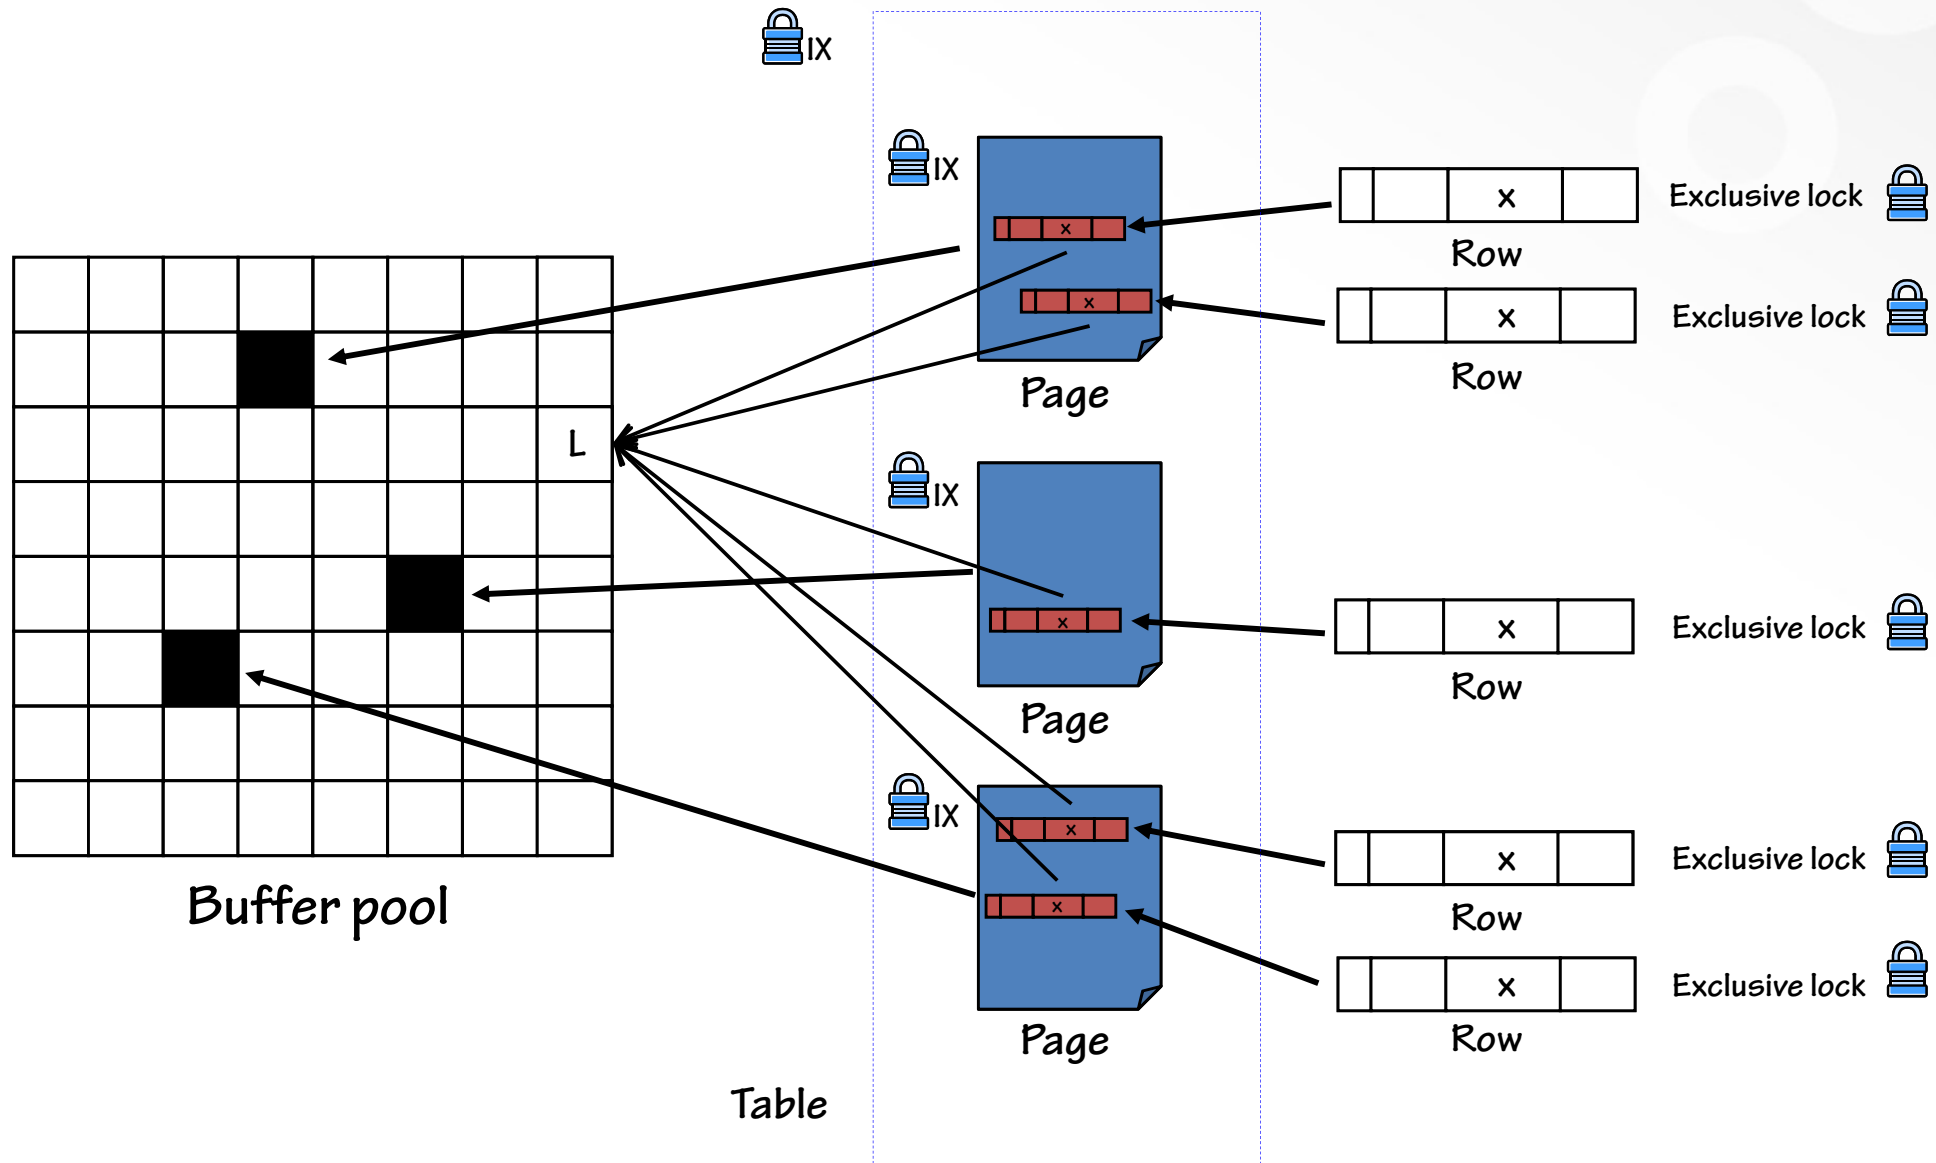 IX
IX
x
Exclusive lock
x
Row
x
x
Exclusive lock
Row
Page
L
IX
x
x
Exclusive lock
Row
Page
IX
x
x
Exclusive lock
Row
x
Buffer pool
x
Exclusive lock
Row
Page
Table